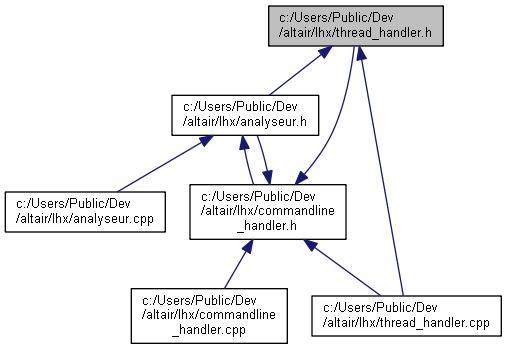 c:/Users/Public/Dev
/altair/lhx/thread_handler.h
c:/Users/Public/Dev
/altair/lhx/analyseur.h
c:/Users/Public/Dev
/altair/lhx/analyseur.cpp
c:/Users/Public/Dev
/altair/lhx/commandline
_handler.h
c:/Users/Public/Dev
/altair/lhx/commandline
_handler.cpp
c:/Users/Public/Dev
/altair/lhx/thread_handler.cpp